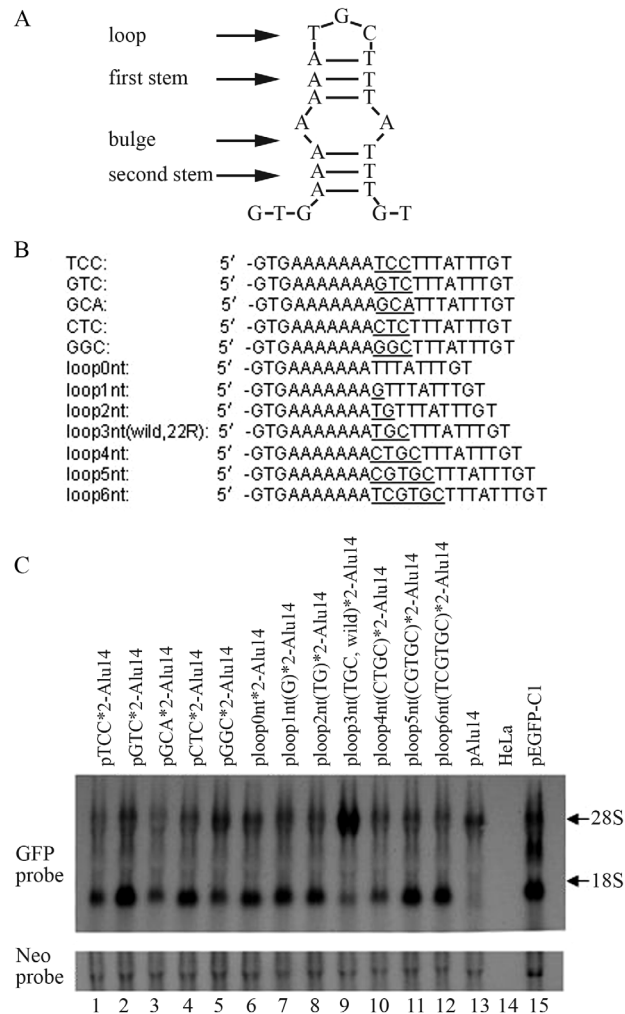 A
loop
first stem
bulge
second stem
G
T C
A T
A T
A T
A A
A T
A T
A T
G-T-G G-T
B
TCC: 5′ -GTGAAAAAAATCCTTTATTTGT
GTC: 5′ -GTGAAAAAAAGTCTTTATTTGT
GCA: 5′ -GTGAAAAAAAGCATTTATTTGT
CTC: 5′ -GTGAAAAAAACTCTTTATTTGT
GGC: 5′ -GTGAAAAAAAGGCTTTATTTGT
loop0nt: 5′ -GTGAAAAAAATTTATTTGT
loop1nt: 5′ -GTGAAAAAAAGTTTATTTGT
loop2nt: 5′ -GTGAAAAAAATGTTTATTTGT
loop3nt(wild,22R): 5′ -GTGAAAAAAATGCTTTATTTGT
loop4nt: 5′ -GTGAAAAAAACTGCTTTATTTGT
loop5nt: 5′ -GTGAAAAAAACGTGCTTTATTTGT
loop6nt: 5′ -GTGAAAAAAATCGTGCTTTATTTGT
C
pTCC*2-Alu14
pGTC*2-Alu14
pGCA*2-Alu14
pCTC*2-Alu14
pGGC*2-Alu14
ploop0nt*2-Alu14
ploop1nt(G)*2-Alu14
ploop2nt(TG)*2-Alu14
ploop3nt(TGC, wild)*2-Alu14
ploop4nt(CTGC)*2-Alu14
ploop5nt(CGTGC)*2-Alu14
ploop6nt(TCGTGC)*2-Alu14
pAlu14
HeLa
pEGFP-C1
28S
GFP
probe
18S
Neo
probe
1 2 3 4 5 6 7 8 9 10 11 12 13 14 15